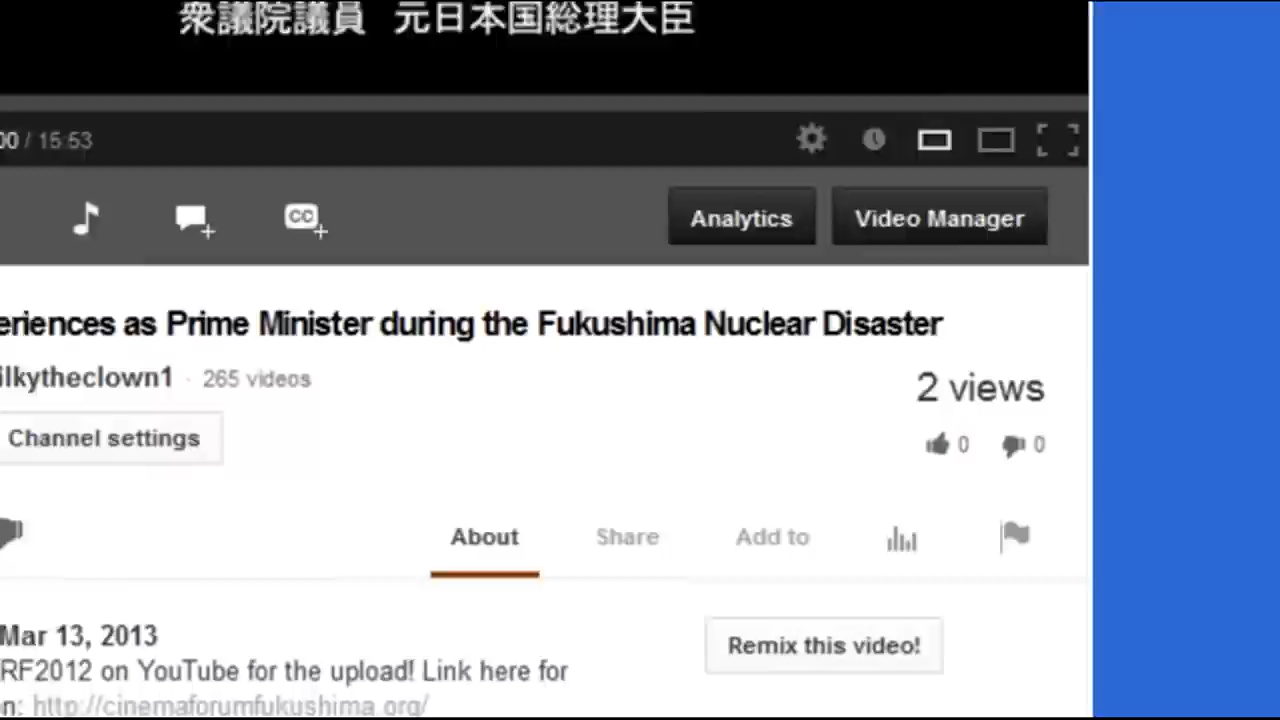 衆議院議員 元日本国総理大臣
00 / 15:53
CC
Analytics
Video Manager
eriences as Prime Minister during the Fukushima Nuclear Disaster
ilkytheclown1 · 265 videos
2 views
Channel settings
0 0
About
Share
Add to
Mar 13, 2013
Remix this video!
RF2012 on YouTube for the upload! Link here for
n: http://cinemaforumfukushima.org/